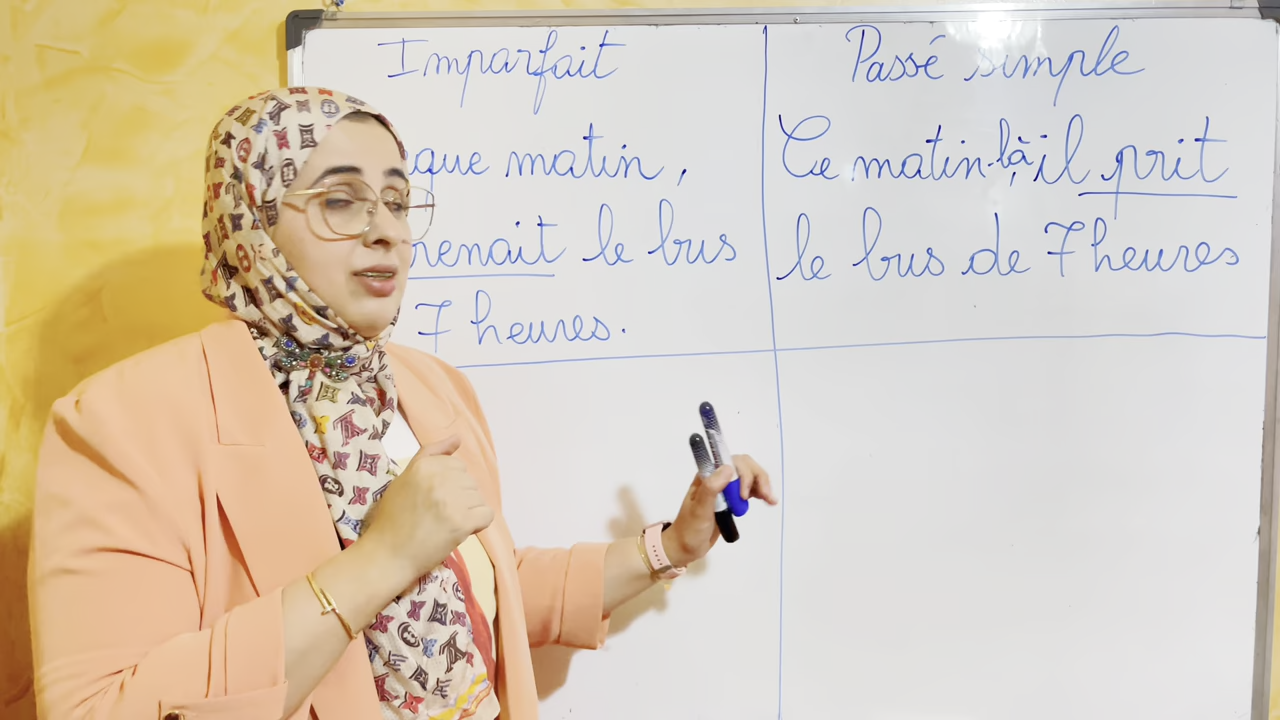 Imparfait
que matin,
renait le bus
7 heures.
Passé simple
Ce matin-là, il prit
le bus de 7 heures